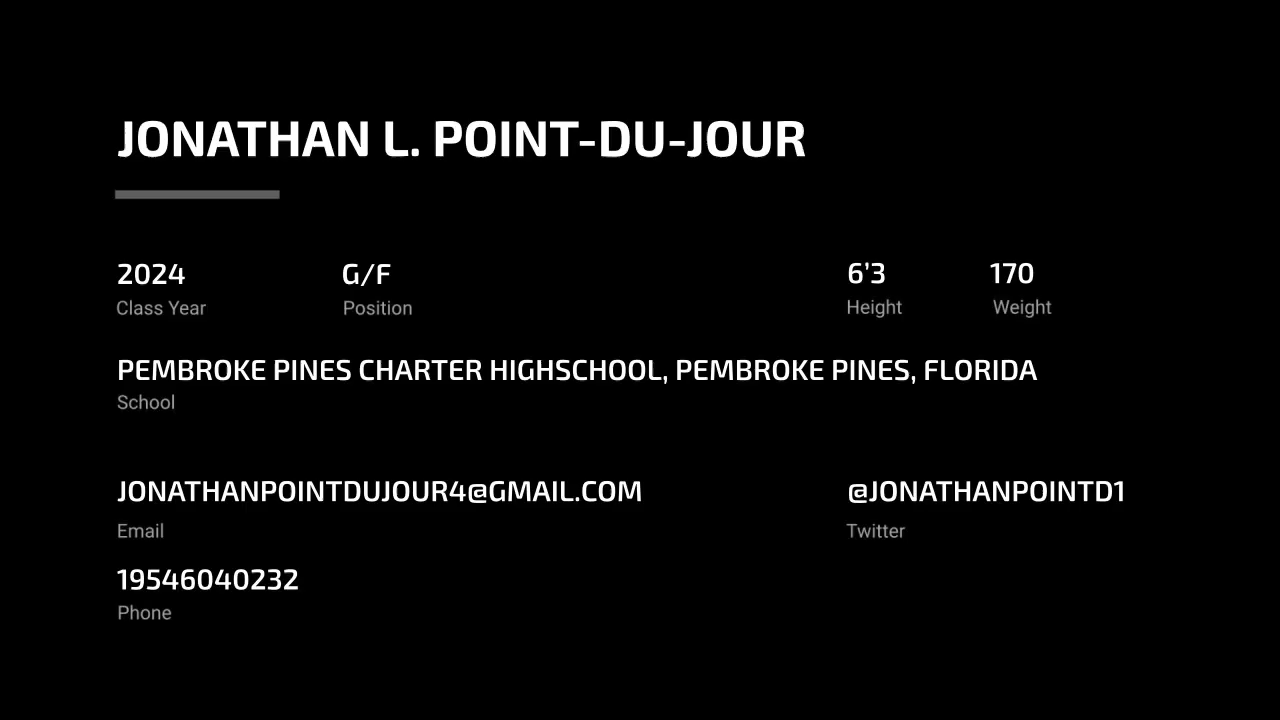 JONATHAN L. POINT-DU-JOUR
2024 G/F 6'3 170
Class Year Position Height Weight
PEMBROKE PINES CHARTER HIGHSCHOOL, PEMBROKE PINES, FLORIDA
School
JONATHANPOINTDUJOUR4@GMAIL.COM @JONATHANPOINTD1
Email Twitter
19546040232
Phone